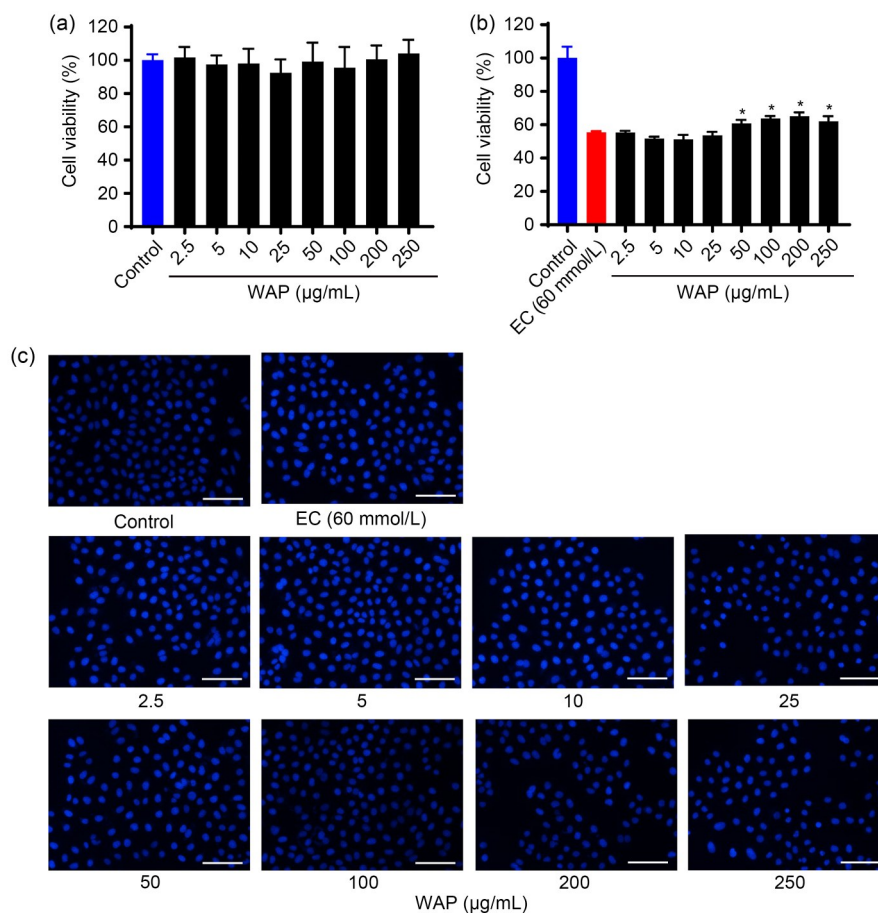 (a)
120
100
80
60
40
20
0
Cell viability (%)
Control
2.5
5
10
25
50
100
200
250
WAP (µg/mL)
(b)
120
100
80
60
40
20
0
Cell viability (%)
* * * *
Control
EC (60 mmol/L)
2.5
5
10
25
50
100
200
250
WAP (µg/mL)
(c)
Control EC (60 mmol/L)
2.5 5 10 25
50 100 200 250
WAP (µg/mL)